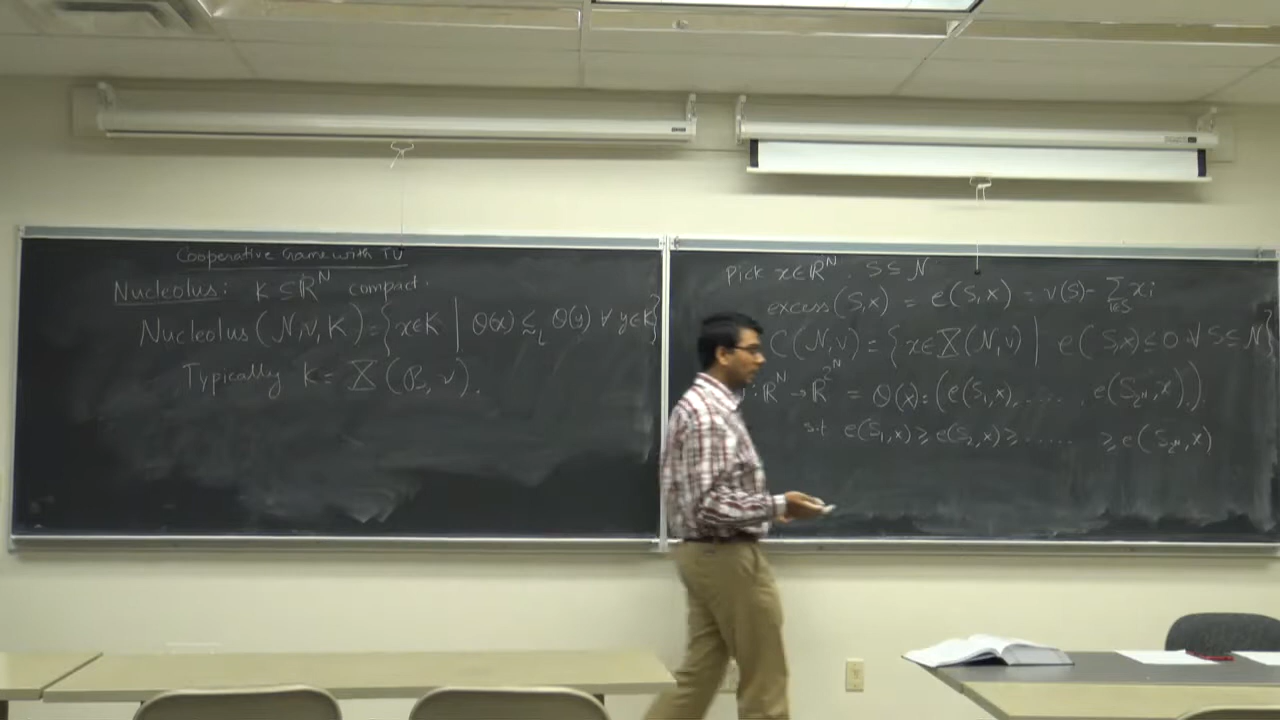 Cooperative Game with TU
Nucleolus: K ⊆ ℝ^N compact.
Nucleolus (N,v,K) = { x∈K | Θ(x) ≤_L Θ(y) ∀ y∈K }
Typically K = X (B, v).
Pick x∈ℝ^N. S ⊆ N
excess(S,x) = e(S,x) = v(S) - Σ_{i∈S} x_i
C(N,v) = { x∈X(N,v) | e(S,x) ≤ 0 ∀ S ⊆ N }
: ℝ^N → ℝ^{2^N} = Θ(x) = (e(S_1,x), ..... , e(S_{2^n},x)).
s.t e(S_1,x) ≥ e(S_2,x) ≥ ...... ≥ e(S_{2^n},x)